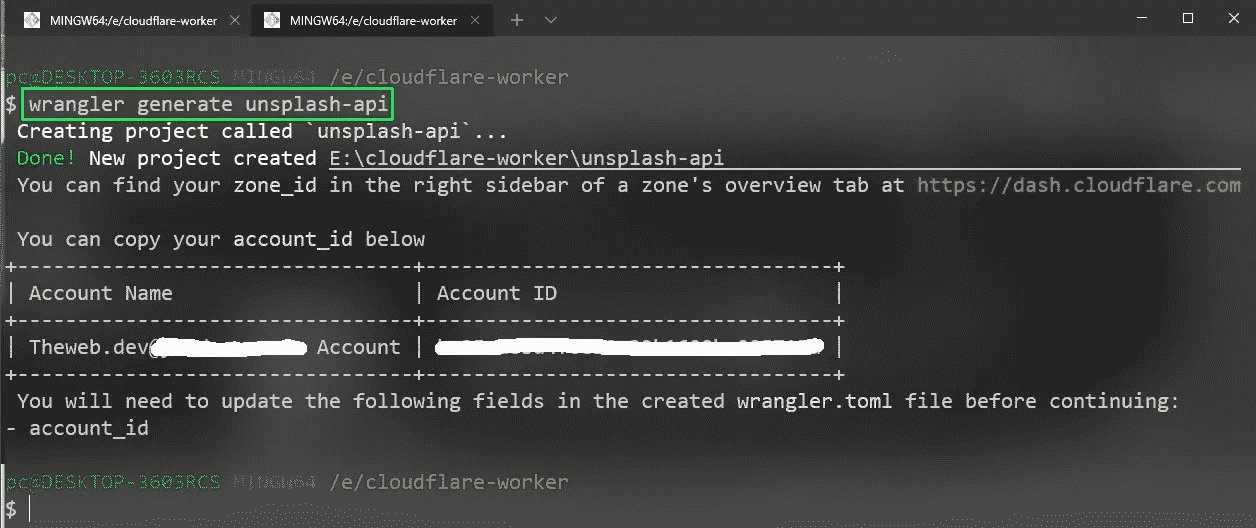 MINGW64:/e/cloudflare-worker
MINGW64:/e/cloudflare-worker
pc@DESKTOP-3603RCS MINGW64 /e/cloudflare-worker
$ wrangler generate unsplash-api
Creating project called `unsplash-api`...
Done! New project created E:\cloudflare-worker\unsplash-api
You can find your zone_id in the right sidebar of a zone's overview tab at https://dash.cloudflare.com
You can copy your account_id below
+----------------------------------+----------------------------------+
| Account Name | Account ID |
+----------------------------------+----------------------------------+
| Theweb.dev@ Account | |
+----------------------------------+----------------------------------+
You will need to update the following fields in the created wrangler.toml file before continuing:
- account_id
pc@DESKTOP-3603RCS MINGW64 /e/cloudflare-worker
$